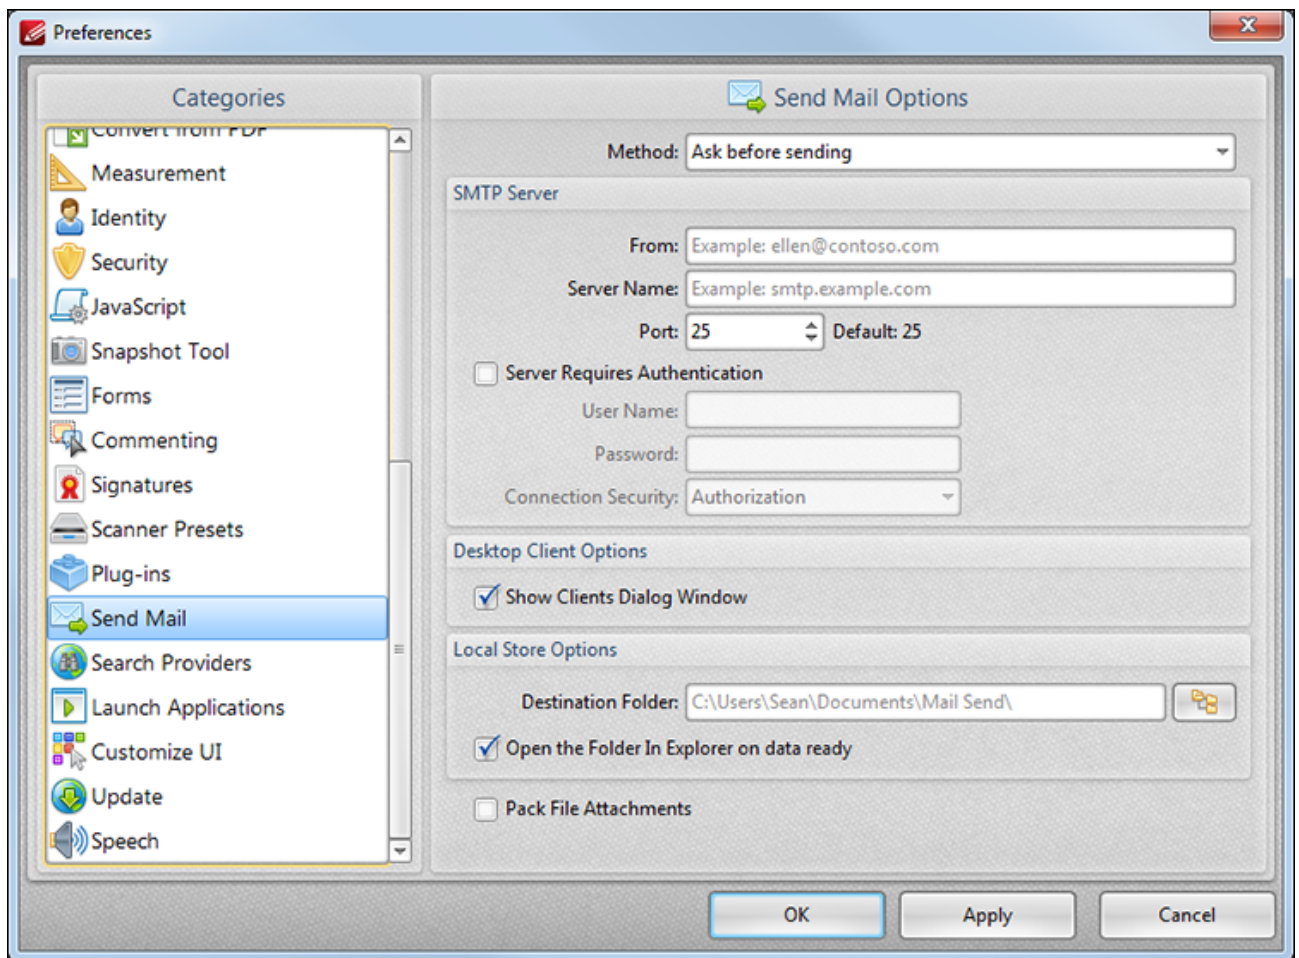 Preferences
Categories
Convert from PDF
Measurement
Identity
Security
JavaScript
Snapshot Tool
Forms
Commenting
Signatures
Scanner Presets
Plug-ins
Send Mail
Search Providers
Launch Applications
Customize UI
Update
Speech
Send Mail Options
Method: Ask before sending
SMTP Server
From: Example: ellen@contoso.com
Server Name: Example: smtp.example.com
Port: 25 Default: 25
Server Requires Authentication
User Name:
Password:
Connection Security: Authorization
Desktop Client Options
Show Clients Dialog Window
Local Store Options
Destination Folder: C:\Users\Sean\Documents\Mail Send\
Open the Folder In Explorer on data ready
Pack File Attachments
OK Apply Cancel